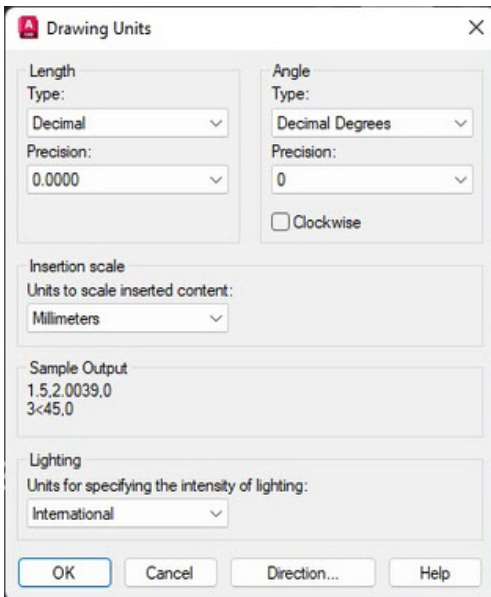 Drawing Units
Length
Type:
Decimal
Precision:
0.0000
Angle
Type:
Decimal Degrees
Precision:
0
Clockwise
Insertion scale
Units to scale inserted content:
Millimeters
Sample Output
1.5,2.0039,0
3<45,0
Lighting
Units for specifying the intensity of lighting:
International
OK Cancel Direction... Help